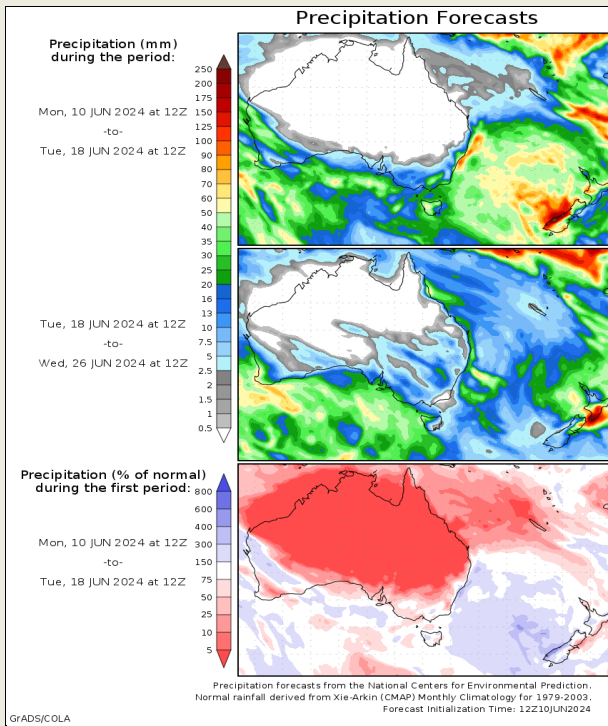 Precipitation Forecasts
Precipitation (mm)
during the period:
250
200
175
150
125
100
90
80
70
60
50
40
35
30
25
20
16
13
10
7.5
5
2.5
2
1.5
1
0.5
Mon, 10 JUN 2024 at 12Z
-to-
Tue, 18 JUN 2024 at 12Z
Tue, 18 JUN 2024 at 12Z
-to-
Wed, 26 JUN 2024 at 12Z
Precipitation (% of normal)
during the first period:
800
600
400
300
150
75
50
25
10
5
Mon, 10 JUN 2024 at 12Z
-to-
Tue, 18 JUN 2024 at 12Z
Precipitation forecasts from the National Centers for Environmental Prediction.
Normal rainfall derived from Xie-Arkin (CMAP) Monthly Climatology for 1979-2003.
Forecast Initialization Time: 12Z10JUN2024
GrADS/COLA